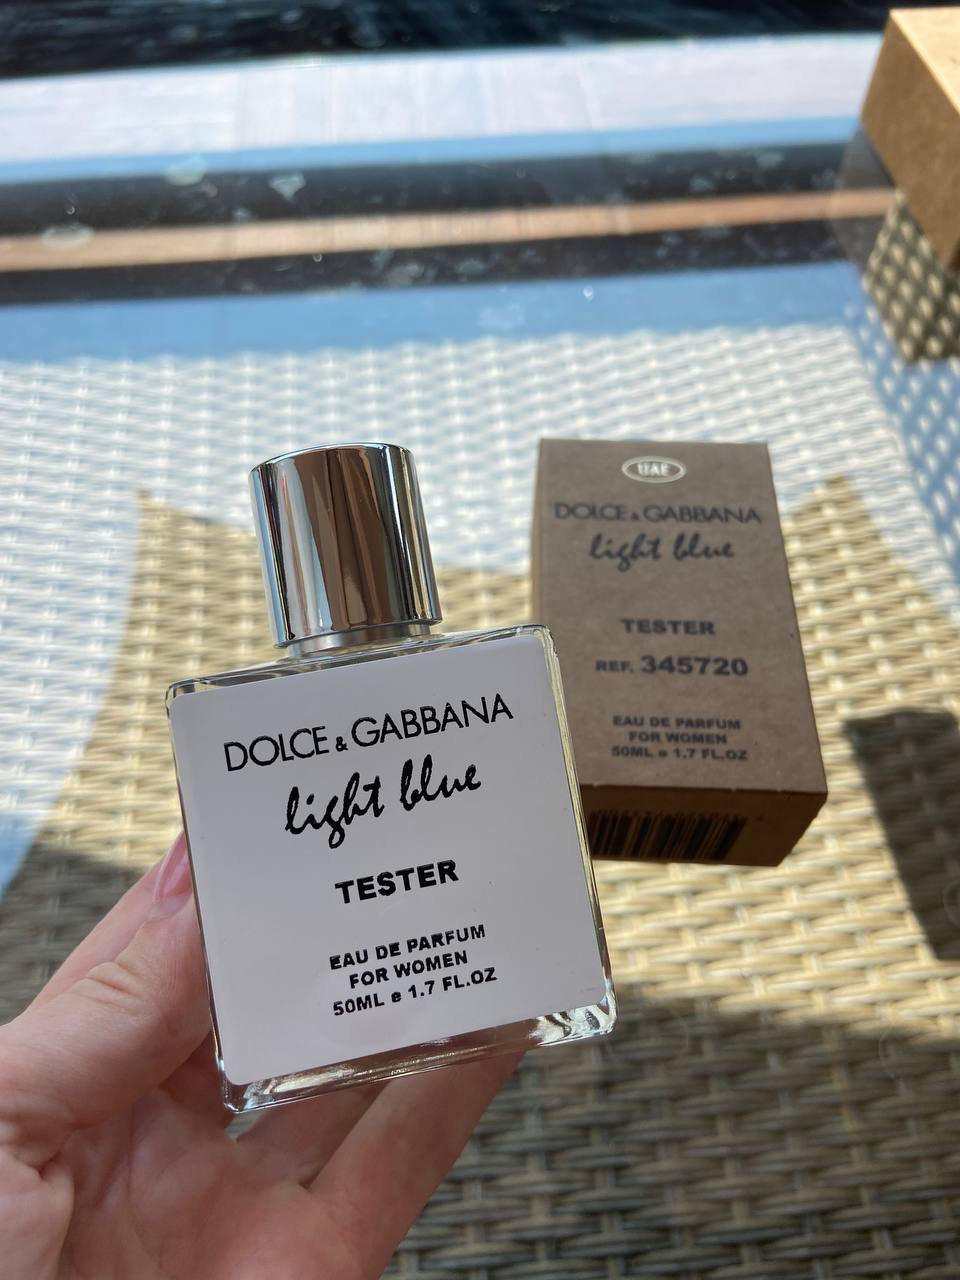 DOLCE & GABBANA
light blue
TESTER
EAU DE PARFUM
FOR WOMEN
50ML e 1.7 FL.OZ
UAE
DOLCE & GABBANA
light blue
TESTER
REF. 345720
EAU DE PARFUM
FOR WOMEN
50ML e 1.7 FL.OZ